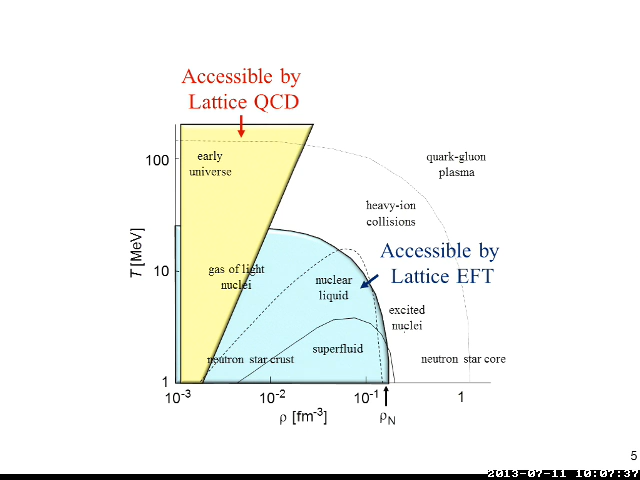 Accessible by
Lattice QCD
100
early
universe
quark-gluon
plasma
heavy-ion
collisions
T [MeV]
Accessible by
Lattice EFT
10
gas of light
nuclei
nuclear
liquid
excited
nuclei
superfluid
neutron star crust
neutron star core
1
10-3
10-2
10-1
1
ρ [fm-3]
ρN
5
2013-07-11 10:07:37